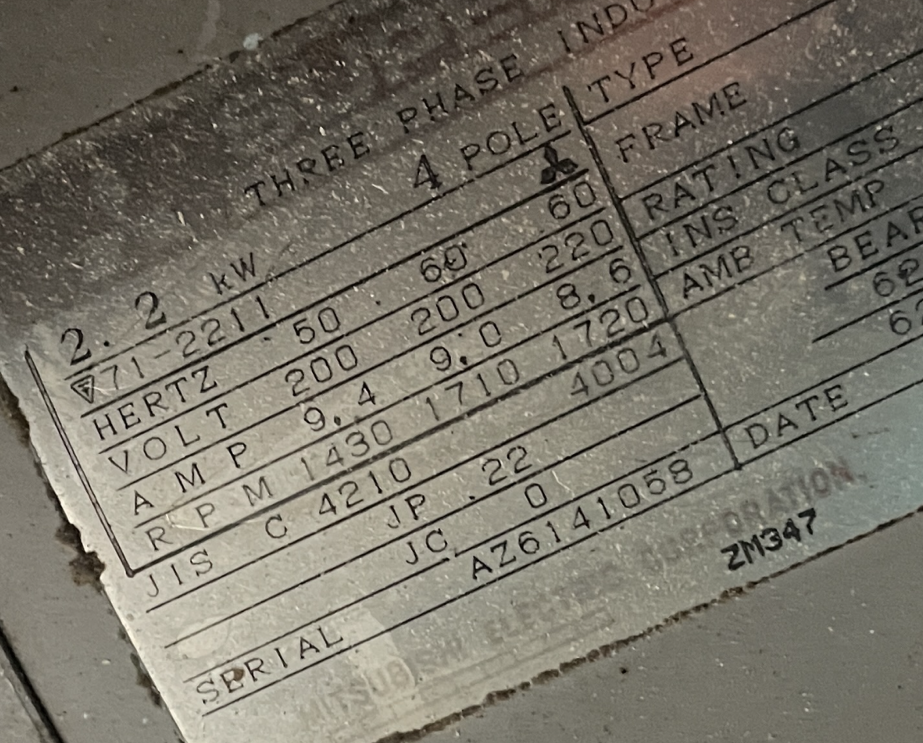 THREE PHASE
4 POLE
2.2 kW
71-2211
HERTZ 50 60 60
VOLT 200 200 220
AMP 9.4 9.0 8.6
RPM 1430 1710 1720
JIS C 4210 4004
JP 22
JC 0
SERIAL AZ6141058
TYPE
FRAME
RATING
INS CLASS
AMB TEMP
DATE
MITSUBISHI ELECTRIC CORPORATION
ZM347